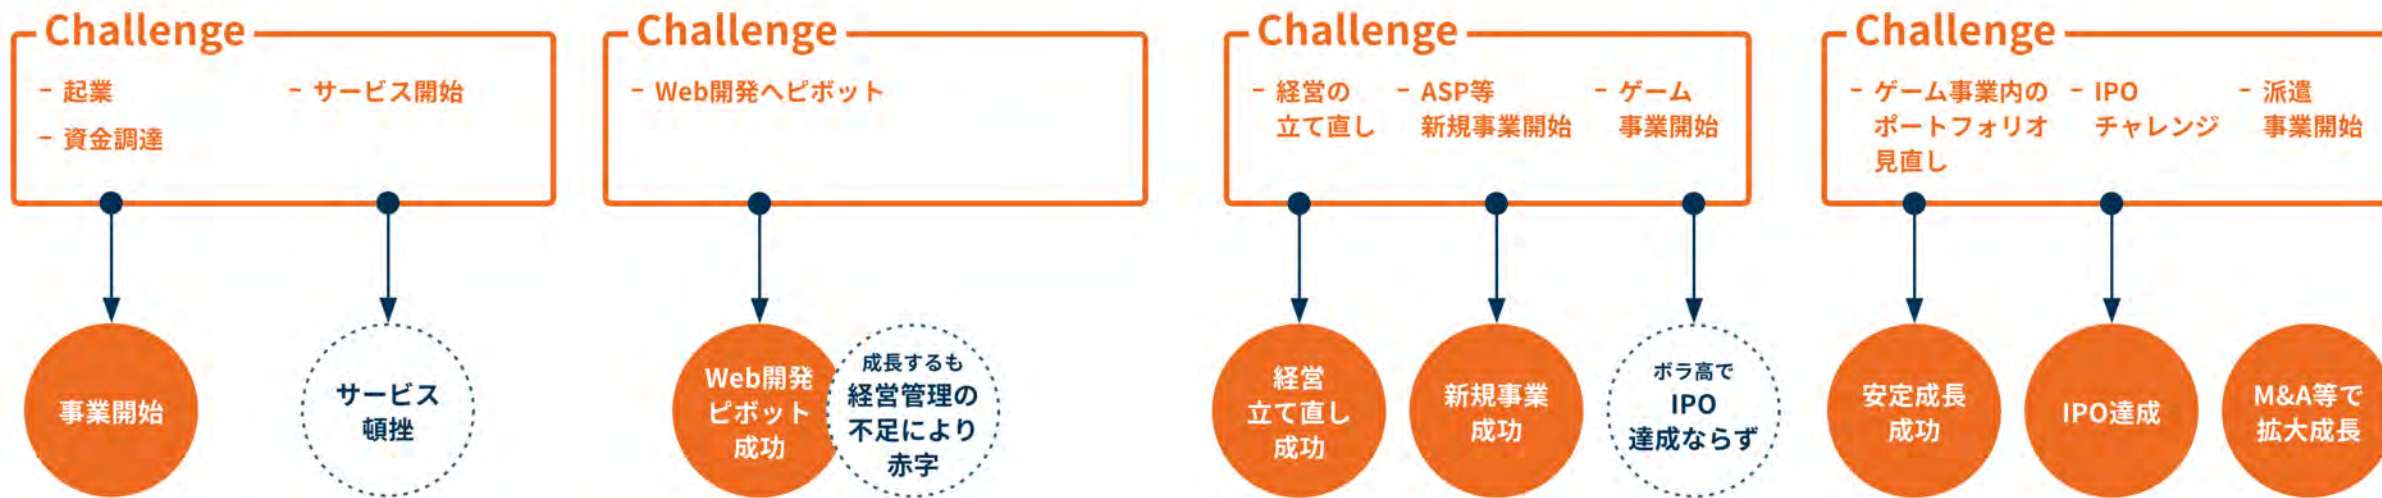 Challenge
- 起業
- 資金調達
- サービス開始
事業開始
サービス
頓挫
Challenge
- Web開発へピボット
Web開発
ピボット
成功
成長するも
経営管理の
不足により
赤字
Challenge
- 経営の
立て直し
- ASP等
新規事業開始
- ゲーム
事業開始
経営
立て直し
成功
新規事業
成功
ボラ高で
IPO
達成ならず
Challenge
- ゲーム事業内の
ポートフォリオ
見直し
- IPO
チャレンジ
- 派遣
事業開始
安定成長
成功
IPO達成
M&A等で
拡大成長